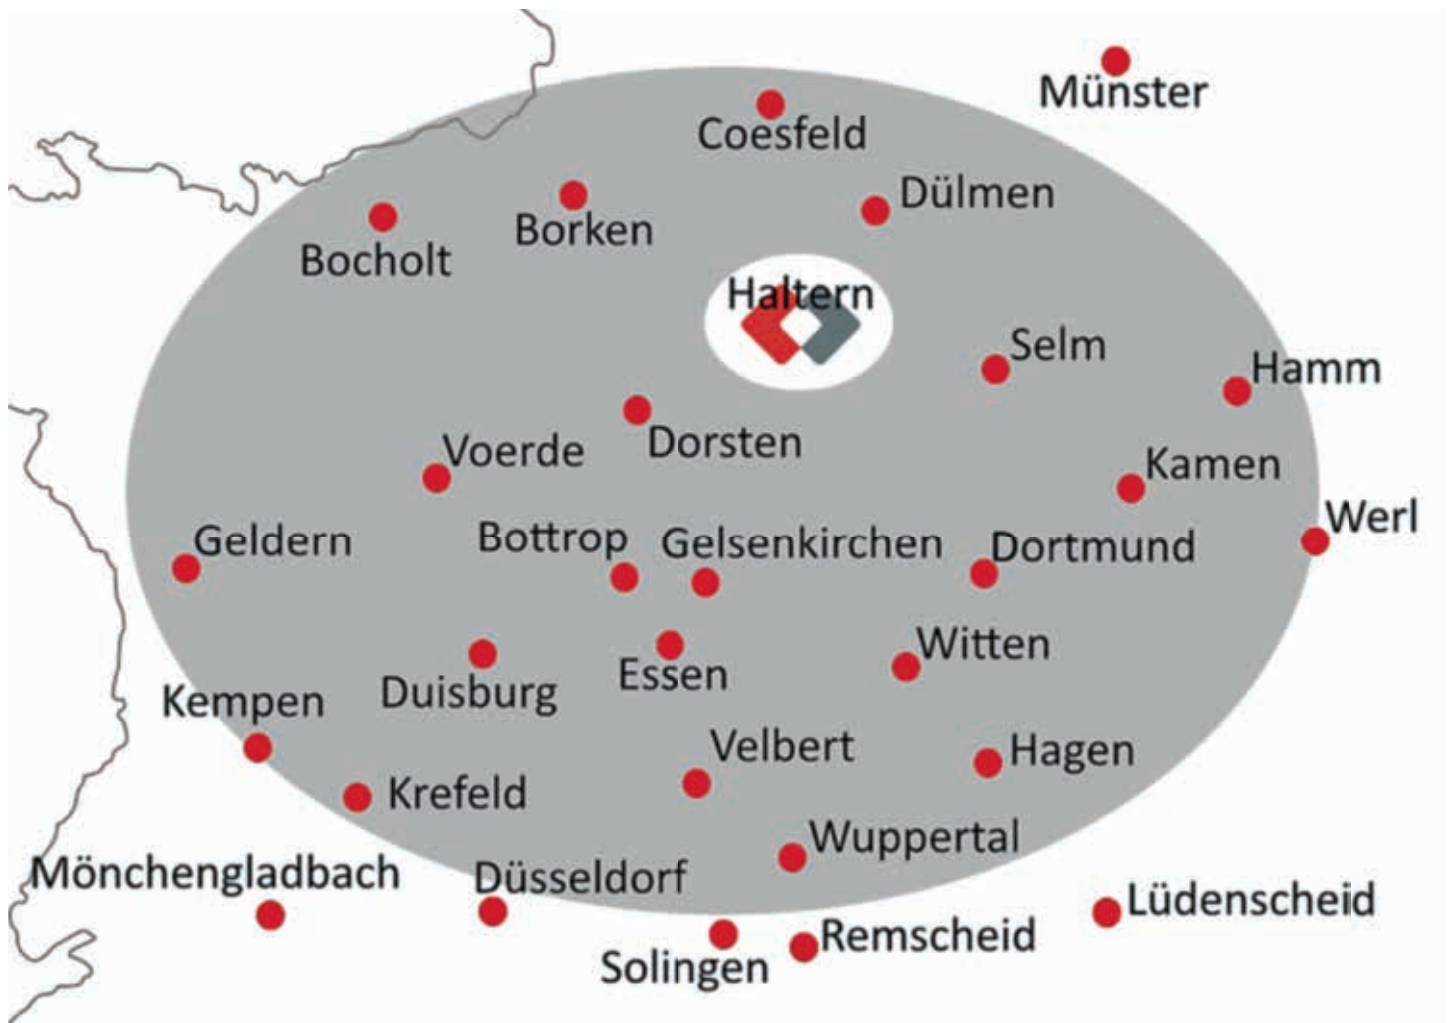 Münster
Coesfeld
Dülmen
Borken
Bocholt
Haltern
Selm
Hamm
Dorsten
Voerde
Kamen
Werl
Geldern
Bottrop
Gelsenkirchen
Dortmund
Witten
Essen
Duisburg
Kempen
Velbert
Hagen
Krefeld
Wuppertal
Mönchengladbach
Düsseldorf
Lüdenscheid
Remscheid
Solingen